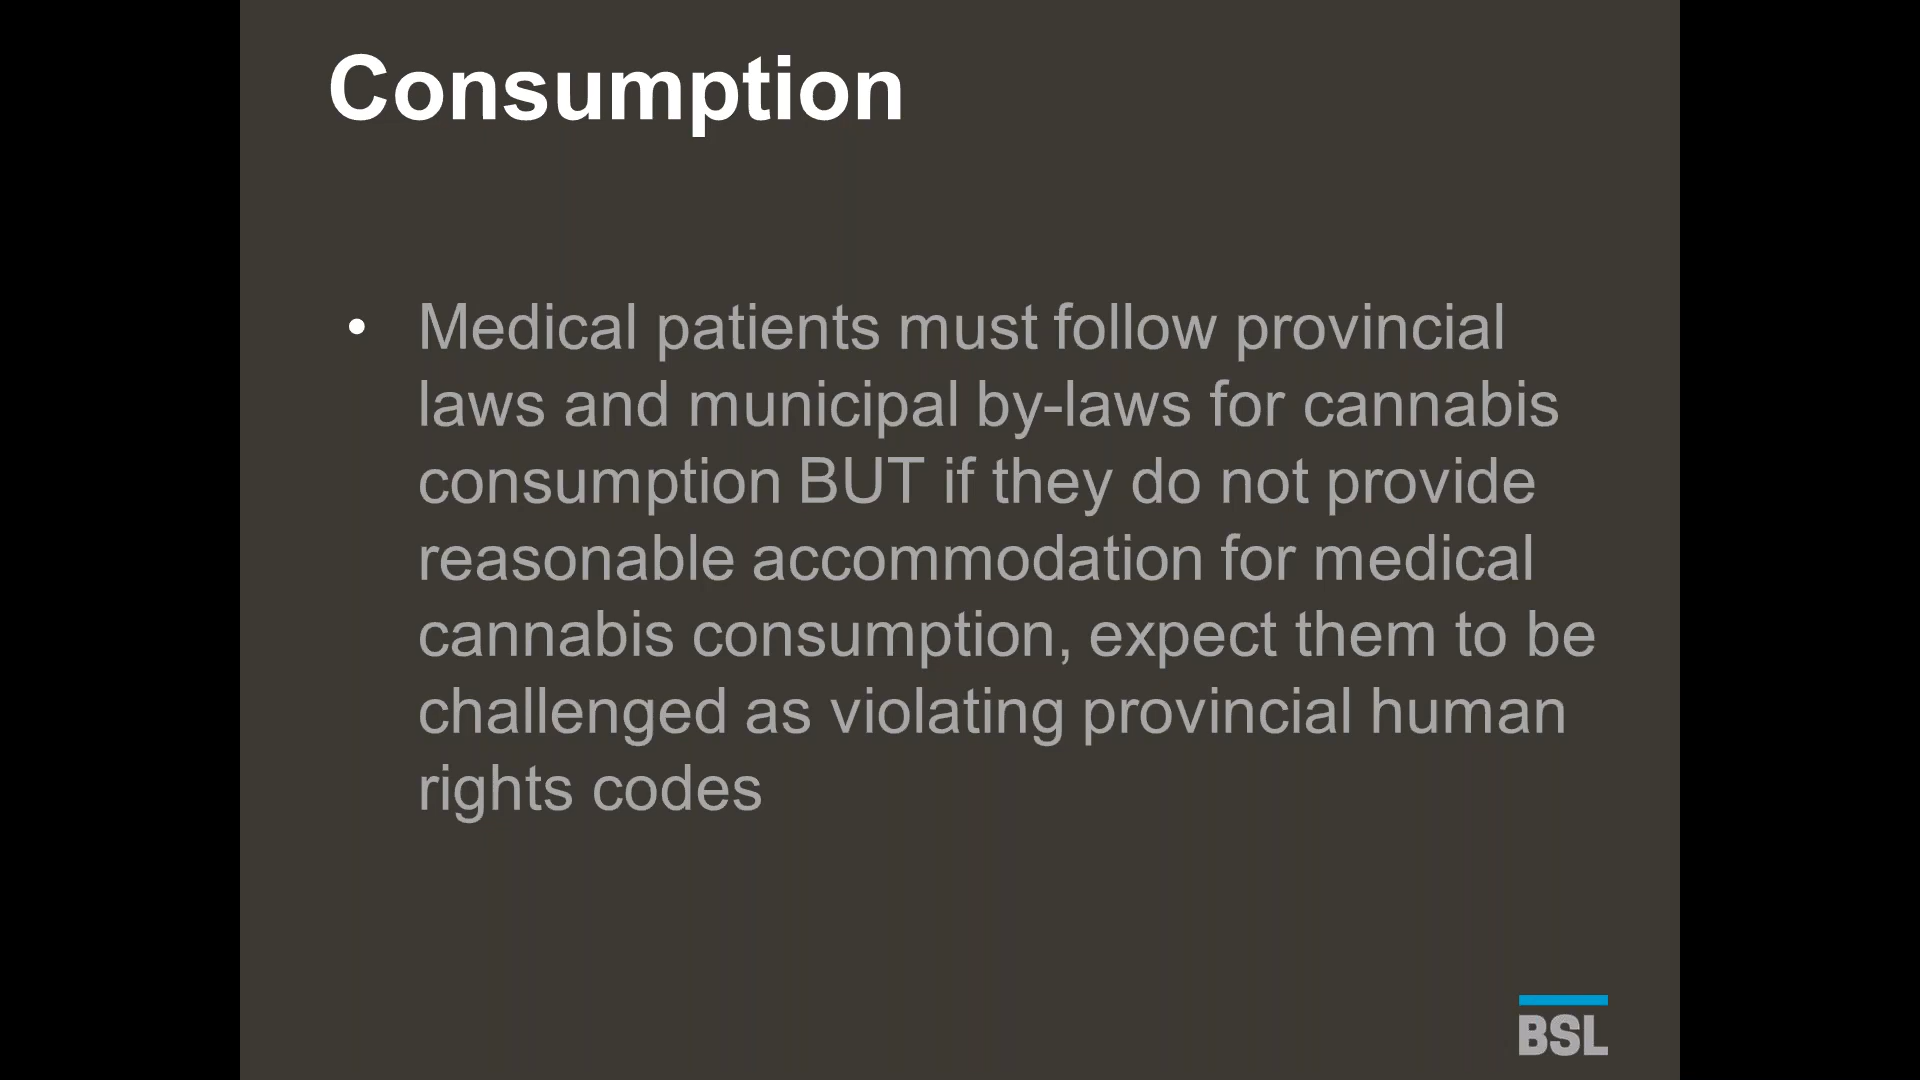 Consumption
• Medical patients must follow provincial
laws and municipal by-laws for cannabis
consumption BUT if they do not provide
reasonable accommodation for medical
cannabis consumption, expect them to be
challenged as violating provincial human
rights codes
BSL